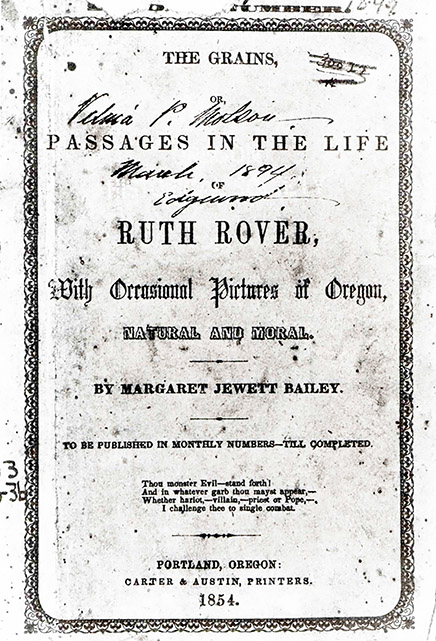 NUMBER
THE GRAINS,
OR,
PASSAGES IN THE LIFE
March, 1894.
OF
RUTH ROVER,
With Occasional Pictures of Oregon,
NATURAL AND MORAL.
BY MARGARET JEWETT BAILEY.
TO BE PUBLISHED IN MONTHLY NUMBERS—TILL COMPLETED.
Thou monster Evil—stand forth!
And in whatever garb thou mayst appear,—
Whether harlot,—villain,—priest or Pope,—
I challenge thee to single combat.
PORTLAND, OREGON:
CARTER & AUSTIN, PRINTERS.
1854.